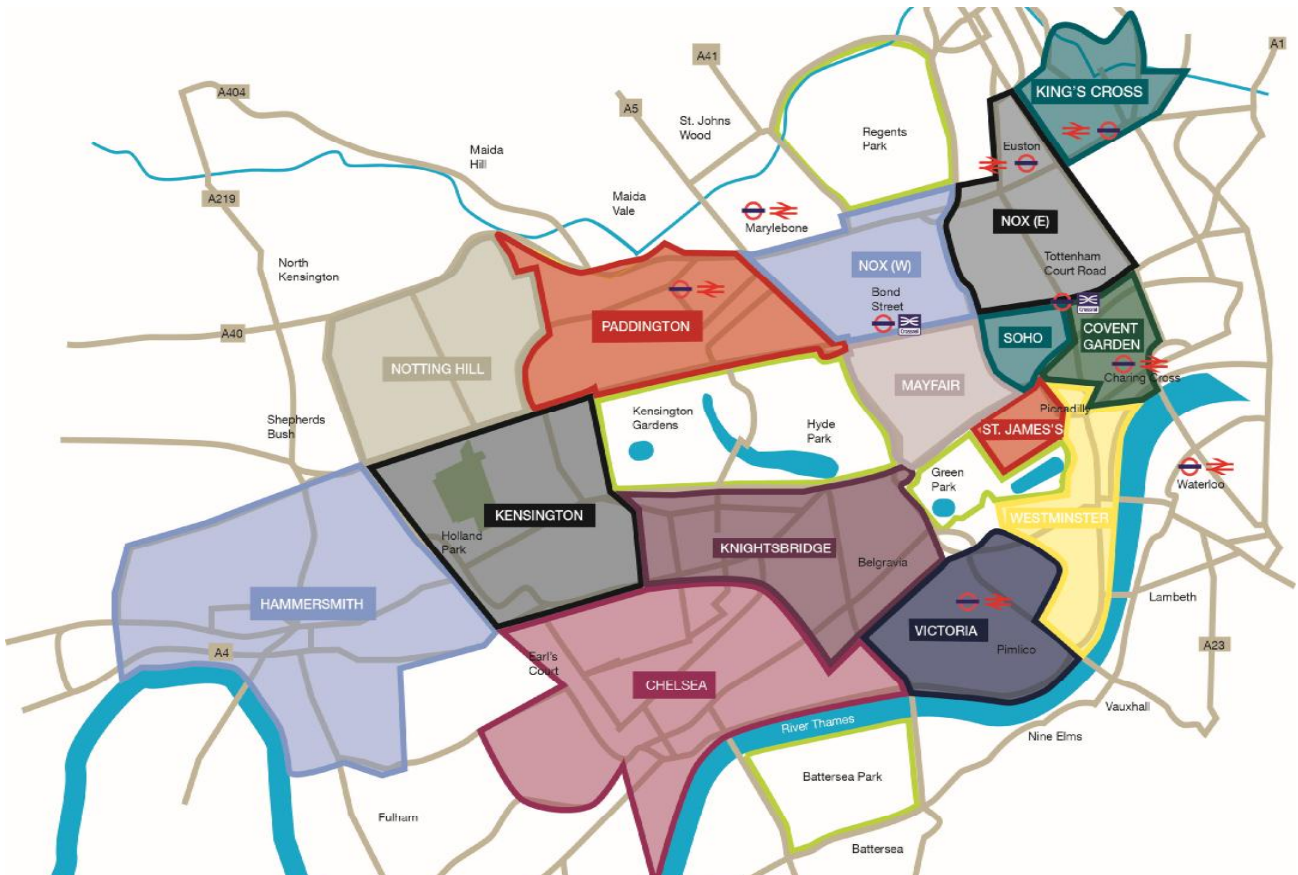 A1
A41
KING'S CROSS
A404
A5
St. Johns
Wood
Regents
Park
Maida
Hill
Euston
A219
Maida
Vale
Marylebone
NOX (E)
North
Kensington
NOX (W)
Tottenham
Court Road
Bond
Street
Crossrail
Crossrail
A40
PADDINGTON
SOHO
COVENT
GARDEN
NOTTING HILL
MAYFAIR
Charing Cross
Shepherds
Bush
Kensington
Gardens
Hyde
Park
Piccadilly
ST. JAMES'S
Green
Park
Waterloo
KENSINGTON
WESTMINSTER
Holland
Park
KNIGHTSBRIDGE
Belgravia
HAMMERSMITH
Lambeth
VICTORIA
A4
Earl's
Court
Pimlico
A23
CHELSEA
Vauxhall
River Thames
Nine Elms
Battersea Park
Fulham
Battersea